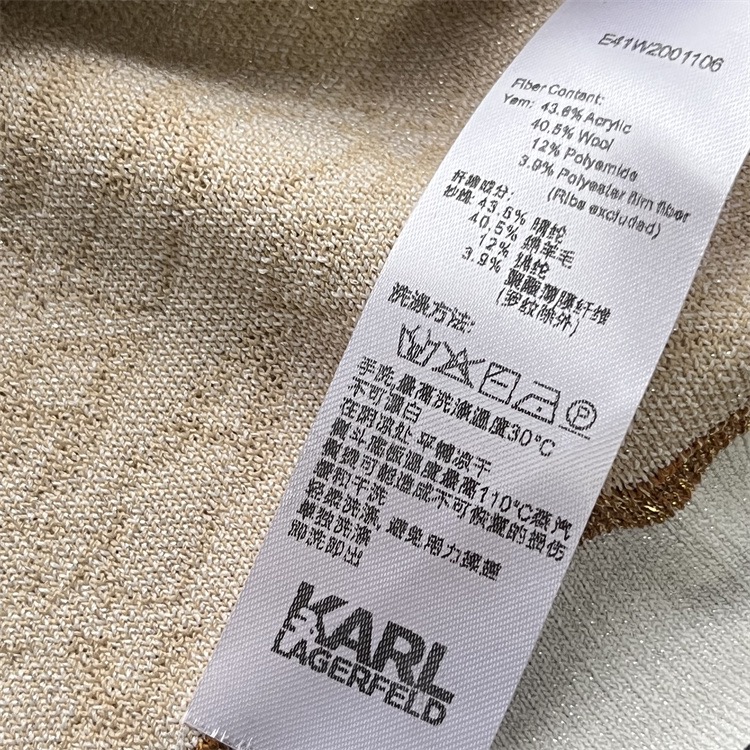 E41W2001106
Fiber Content:
Yarn: 43.6% Acrylic
40.5% Wool
12% Polyamide
3.9% Polyester film fiber
(Ribs excluded)
纤维成分:
纱线: 43.6% 腈纶
40.5% 绵羊毛
12% 锦纶
3.9% 聚酯薄膜纤维
(罗纹除外)
洗涤方法:
P
手洗,最高洗涤温度30°C
不可漂白
在阴凉处 平摊凉干
熨斗底板温度最高110°C蒸汽
熨烫可能造成不可恢复的损伤
缓和干洗
轻柔洗涤, 避免用力揉搓
单独洗涤
即洗即出
KARL
LAGERFELD